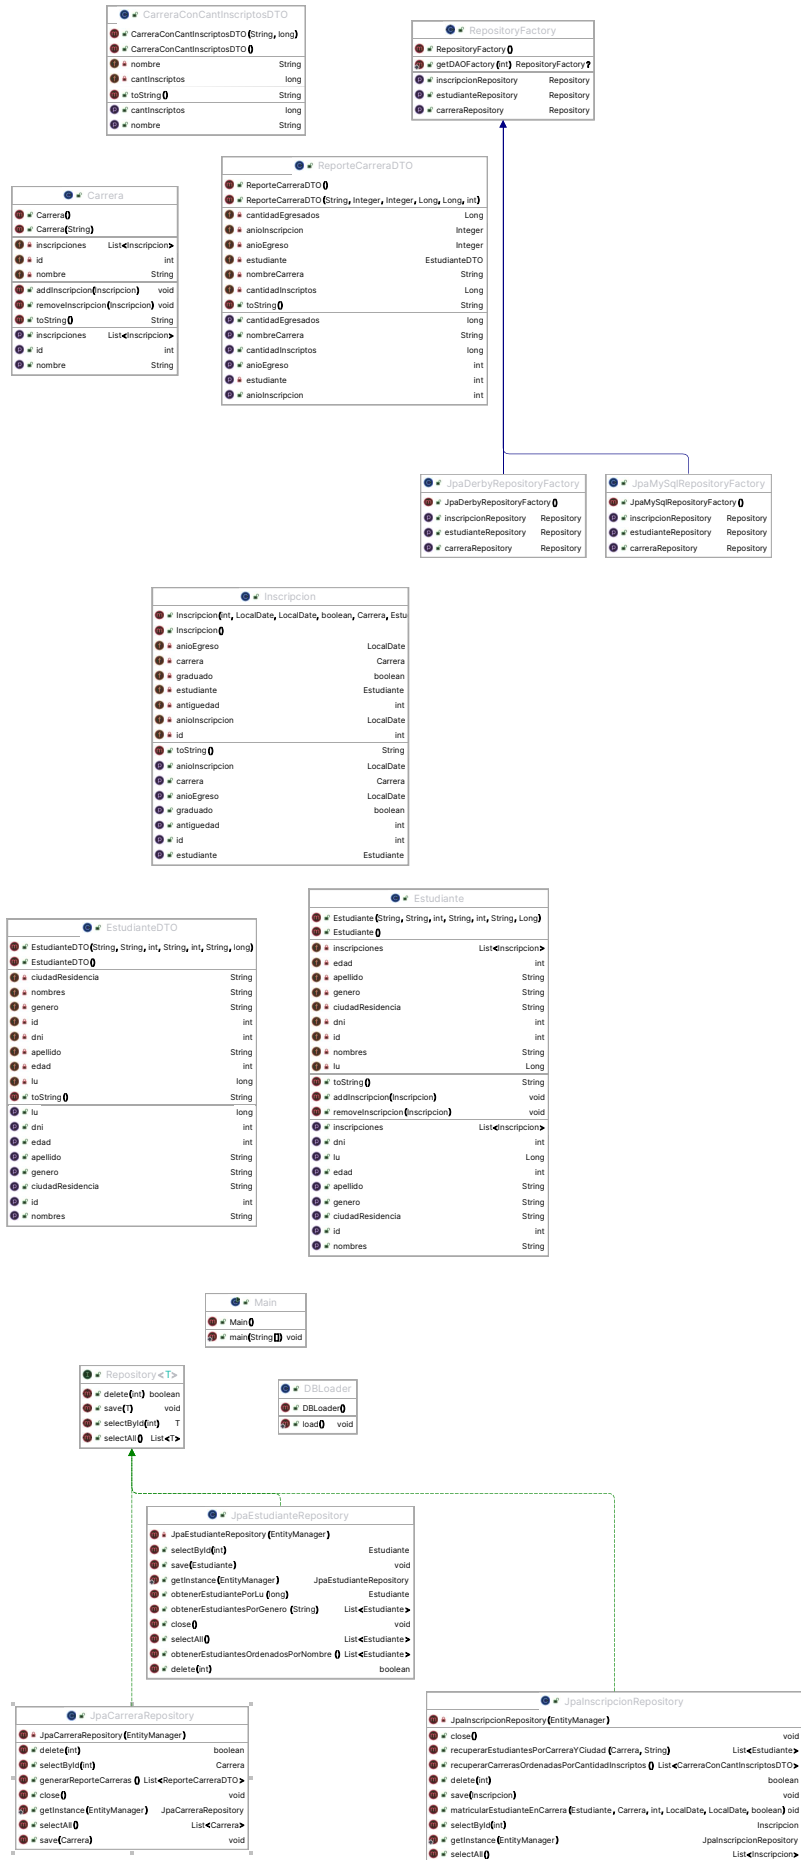 CarreraConCantInscriptosDTO
CarreraConCantInscriptosDTO(String, long)
CarreraConCantInscriptosDTO()
nombre String
cantInscriptos long
toString() String
cantInscriptos long
nombre String
RepositoryFactory
RepositoryFactory()
getDAOFactory(int) RepositoryFactory?
inscripcionRepository Repository
estudianteRepository Repository
carreraRepository Repository
Carrera
Carrera()
Carrera(String)
inscripciones List<Inscripcion>
id int
nombre String
addInscripcion(Inscripcion) void
removeInscripcion(Inscripcion) void
toString() String
inscripciones List<Inscripcion>
id int
nombre String
ReporteCarreraDTO
ReporteCarreraDTO()
ReporteCarreraDTO(String, Integer, Integer, Long, Long, int)
cantidadEgresados Long
anioInscripcion Integer
anioEgreso Integer
estudiante EstudianteDTO
nombreCarrera String
cantidadInscriptos Long
toString() String
cantidadEgresados long
nombreCarrera String
cantidadInscriptos long
anioEgreso int
estudiante int
anioInscripcion int
JpaDerbyRepositoryFactory
JpaDerbyRepositoryFactory()
inscripcionRepository Repository
estudianteRepository Repository
carreraRepository Repository
JpaMySqlRepositoryFactory
JpaMySqlRepositoryFactory()
inscripcionRepository Repository
estudianteRepository Repository
carreraRepository Repository
Inscripcion
Inscripcion(int, LocalDate, LocalDate, boolean, Carrera, Estu
Inscripcion()
anioEgreso LocalDate
carrera Carrera
graduado boolean
estudiante Estudiante
antiguedad int
anioInscripcion LocalDate
id int
toString() String
anioInscripcion LocalDate
carrera Carrera
anioEgreso LocalDate
graduado boolean
antiguedad int
id int
estudiante Estudiante
EstudianteDTO
EstudianteDTO(String, String, int, String, int, String, long)
EstudianteDTO()
ciudadResidencia String
nombres String
genero String
id int
dni int
apellido String
edad int
lu long
toString() String
lu long
dni int
edad int
apellido String
genero String
ciudadResidencia String
id int
nombres String
Estudiante
Estudiante(String, String, int, String, int, String, Long)
Estudiante()
inscripciones List<Inscripcion>
edad int
apellido String
genero String
ciudadResidencia String
dni int
id int
nombres String
lu Long
toString() String
addInscripcion(Inscripcion) void
removeInscripcion(Inscripcion) void
inscripciones List<Inscripcion>
dni int
lu Long
edad int
apellido String
genero String
ciudadResidencia String
id int
nombres String
Main
Main()
main(String[]) void
Repository<T>
delete(int) boolean
save(T) void
selectById(int) T
selectAll() List<T>
DBLoader
DBLoader()
load() void
JpaEstudianteRepository
JpaEstudianteRepository(EntityManager)
selectById(int) Estudiante
save(Estudiante) void
getInstance(EntityManager) JpaEstudianteRepository
obtenerEstudiantePorLu(long) Estudiante
obtenerEstudiantesPorGenero(String) List<Estudiante>
close() void
selectAll() List<Estudiante>
obtenerEstudiantesOrdenadosPorNombre() List<Estudiante>
delete(int) boolean
JpaCarreraRepository
JpaCarreraRepository(EntityManager)
delete(int) boolean
selectById(int) Carrera
generarReporteCarreras() List<ReporteCarreraDTO>
close() void
getInstance(EntityManager) JpaCarreraRepository
selectAll() List<Carrera>
save(Carrera) void
JpaInscripcionRepository
JpaInscripcionRepository(EntityManager)
close() void
recuperarEstudiantesPorCarreraYCiudad(Carrera, String) List<Estudiante>
recuperarCarrerasOrdenadasPorCantidadInscriptos() List<CarreraConCantInscriptosDTO>
delete(int) boolean
save(Inscripcion) void
matricularEstudianteEnCarrera(Estudiante, Carrera, int, LocalDate, LocalDate, boolean) oid
selectById(int) Inscripcion
getInstance(EntityManager) JpaInscripcionRepository
selectAll() List<Inscripcion>